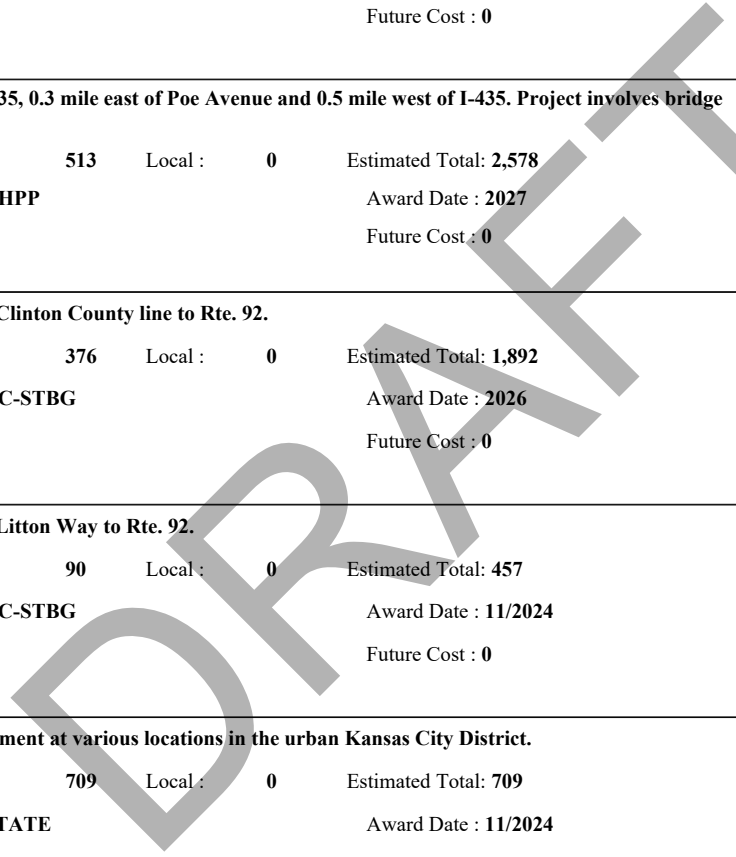 Future Cost : 0
35, 0.3 mile east of Poe Avenue and 0.5 mile west of I-435. Project involves bridge
513 Local : 0 Estimated Total: 2,578
HPP Award Date : 2027
Future Cost : 0
Clinton County line to Rte. 92.
376 Local : 0 Estimated Total: 1,892
C-STBG Award Date : 2026
Future Cost : 0
Litton Way to Rte. 92.
90 Local : 0 Estimated Total: 457
C-STBG Award Date : 11/2024
Future Cost : 0
ment at various locations in the urban Kansas City District.
709 Local : 0 Estimated Total: 709
TATE Award Date : 11/2024
DRAFT